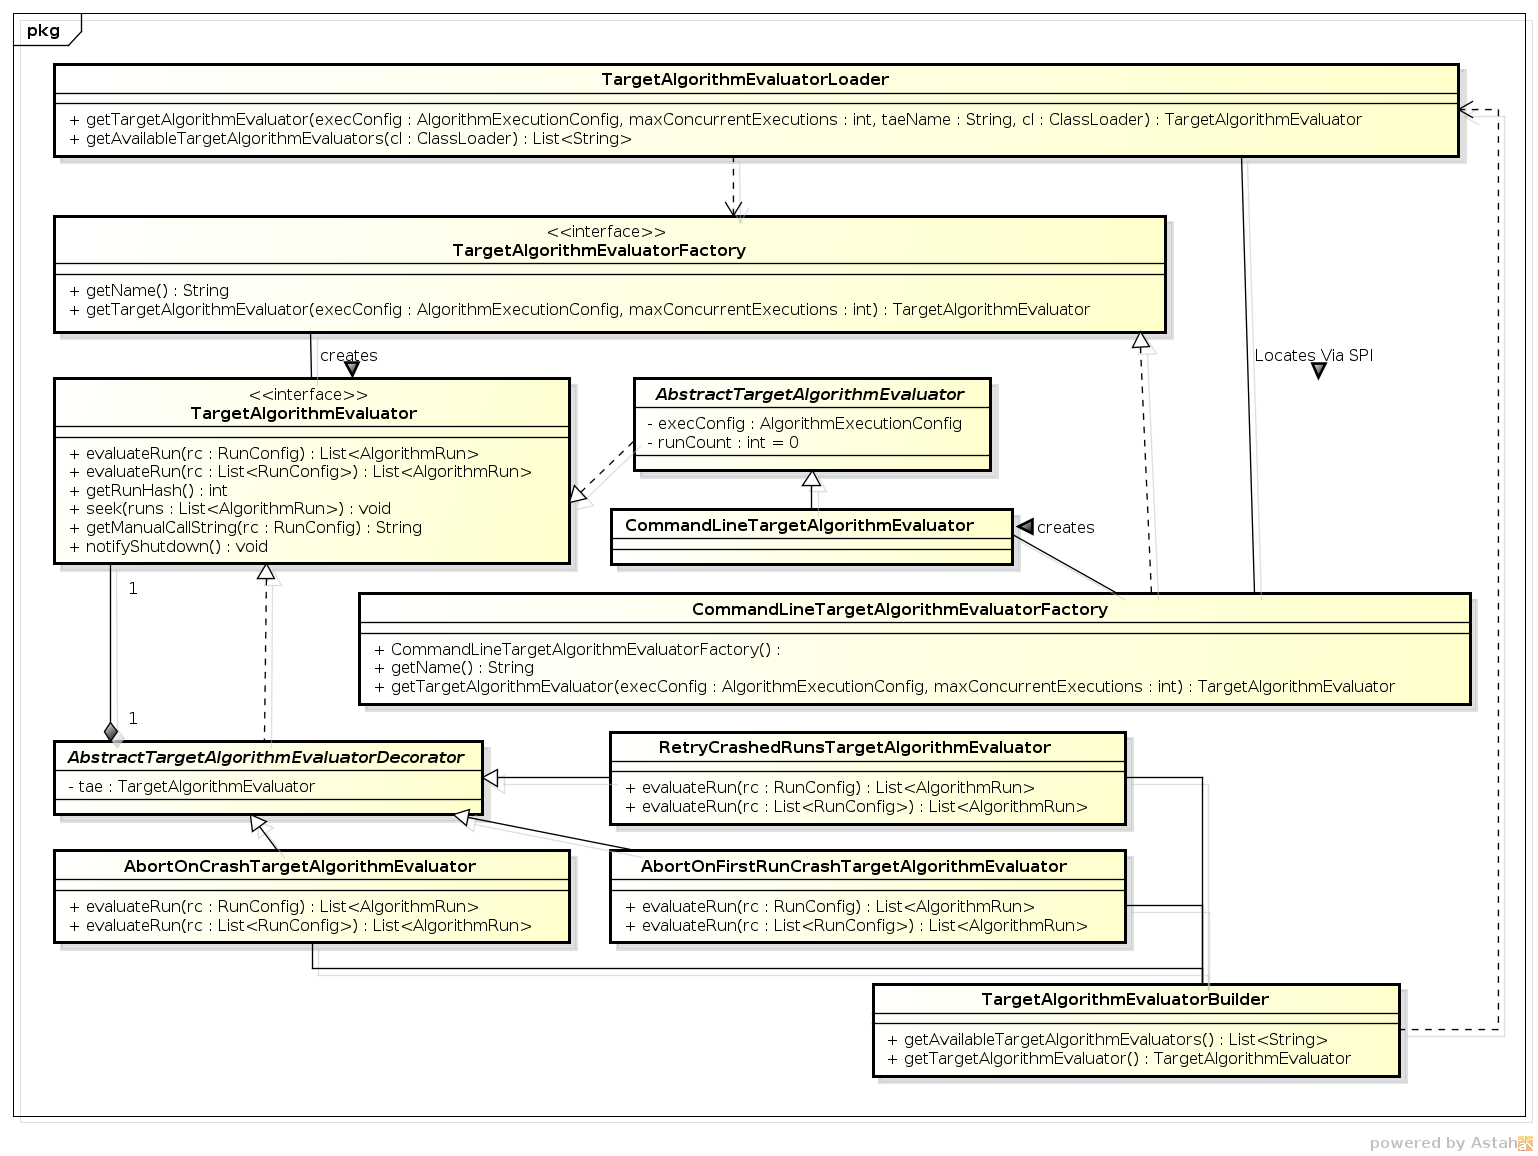 pkg
TargetAlgorithmEvaluatorLoader
+ getTargetAlgorithmEvaluator(execConfig : AlgorithmExecutionConfig, maxConcurrentExecutions : int, taeName : String, cl : ClassLoader) : TargetAlgorithmEvaluator
+ getAvailableTargetAlgorithmEvaluators(cl : ClassLoader) : List<String>
<<interface>>
TargetAlgorithmEvaluatorFactory
+ getName() : String
+ getTargetAlgorithmEvaluator(execConfig : AlgorithmExecutionConfig, maxConcurrentExecutions : int) : TargetAlgorithmEvaluator
creates
Locates Via SPI
<<interface>>
TargetAlgorithmEvaluator
+ evaluateRun(rc : RunConfig) : List<AlgorithmRun>
+ evaluateRun(rc : List<RunConfig>) : List<AlgorithmRun>
+ getRunHash() : int
+ seek(runs : List<AlgorithmRun>) : void
+ getManualCallString(rc : RunConfig) : String
+ notifyShutdown() : void
AbstractTargetAlgorithmEvaluator
- execConfig : AlgorithmExecutionConfig
- runCount : int = 0
CommandLineTargetAlgorithmEvaluator
creates
1
CommandLineTargetAlgorithmEvaluatorFactory
+ CommandLineTargetAlgorithmEvaluatorFactory() :
+ getName() : String
+ getTargetAlgorithmEvaluator(execConfig : AlgorithmExecutionConfig, maxConcurrentExecutions : int) : TargetAlgorithmEvaluator
1
AbstractTargetAlgorithmEvaluatorDecorator
- tae : TargetAlgorithmEvaluator
RetryCrashedRunsTargetAlgorithmEvaluator
+ evaluateRun(rc : RunConfig) : List<AlgorithmRun>
+ evaluateRun(rc : List<RunConfig>) : List<AlgorithmRun>
AbortOnCrashTargetAlgorithmEvaluator
+ evaluateRun(rc : RunConfig) : List<AlgorithmRun>
+ evaluateRun(rc : List<RunConfig>) : List<AlgorithmRun>
AbortOnFirstRunCrashTargetAlgorithmEvaluator
+ evaluateRun(rc : RunConfig) : List<AlgorithmRun>
+ evaluateRun(rc : List<RunConfig>) : List<AlgorithmRun>
TargetAlgorithmEvaluatorBuilder
+ getAvailableTargetAlgorithmEvaluators() : List<String>
+ getTargetAlgorithmEvaluator() : TargetAlgorithmEvaluator
powered by Astah